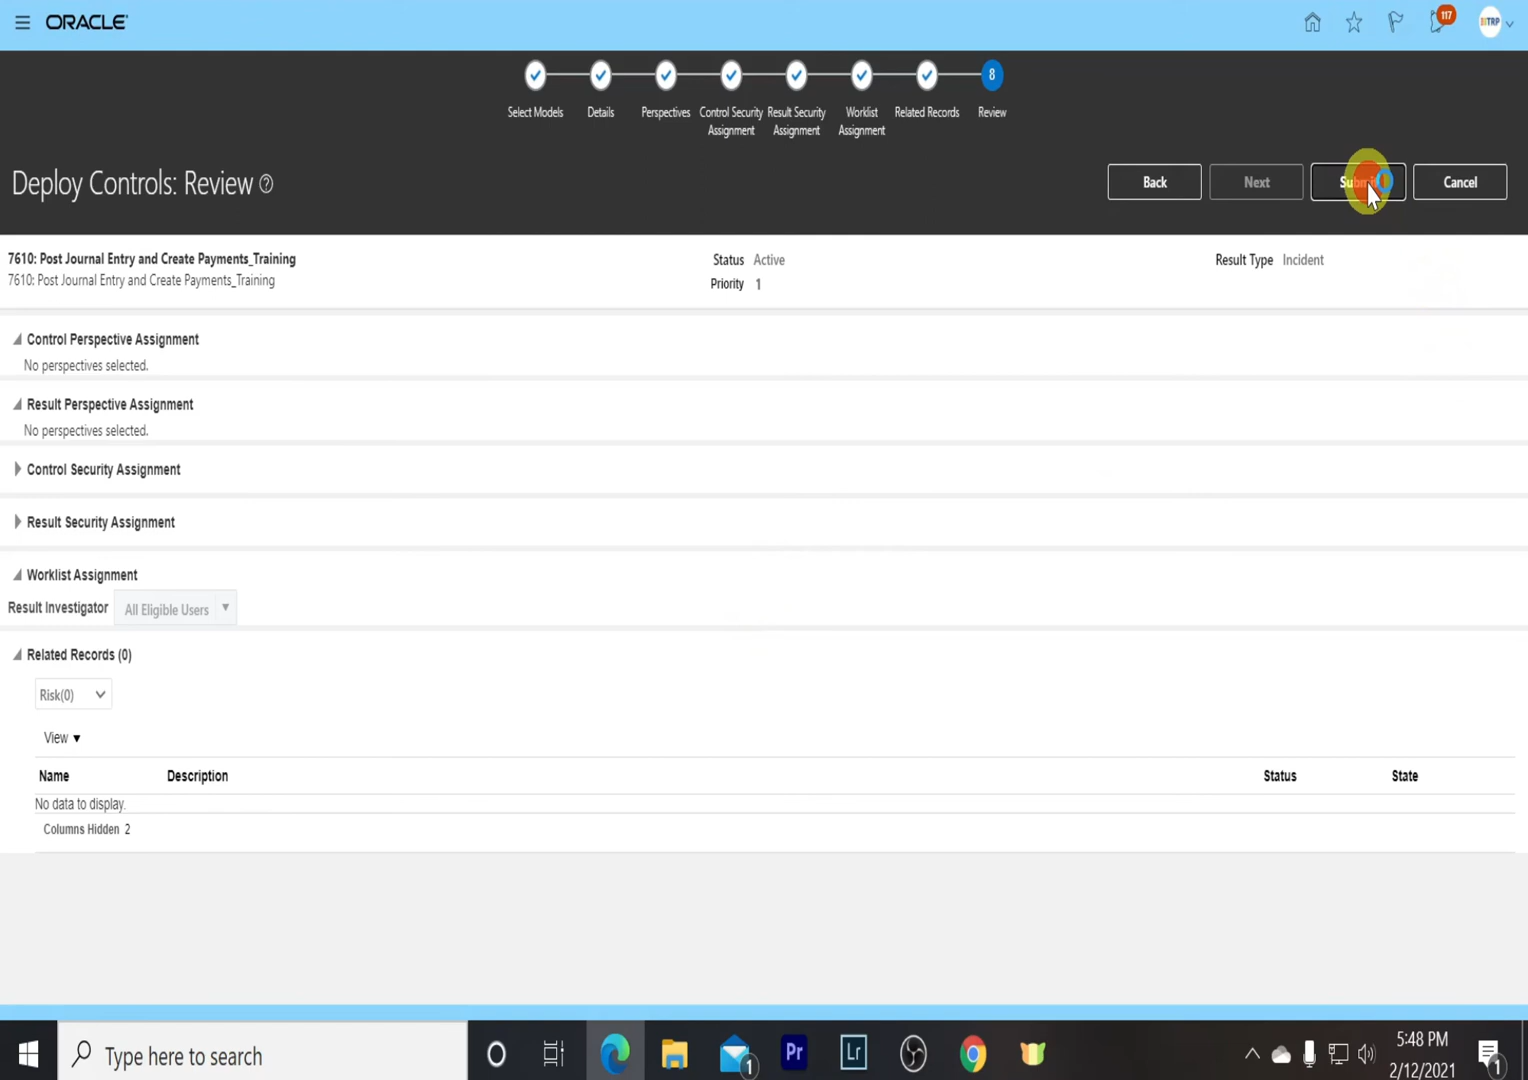 ORACLE
117
TRP
8
Select Models
Details
Perspectives
Control Security
Assignment
Result Security
Assignment
Worklist
Assignment
Related Records
Review
Deploy Controls: Review ?
Back
Next
Submit
Cancel
7610: Post Journal Entry and Create Payments_Training
7610: Post Journal Entry and Create Payments_Training
Status Active
Priority 1
Result Type Incident
Control Perspective Assignment
No perspectives selected.
Result Perspective Assignment
No perspectives selected.
Control Security Assignment
Result Security Assignment
Worklist Assignment
Result Investigator All Eligible Users
Related Records (0)
Risk(0)
View
Name Description Status State
No data to display.
Columns Hidden 2
Type here to search
1
Pr
Lr
5:48 PM
2/12/2021
1